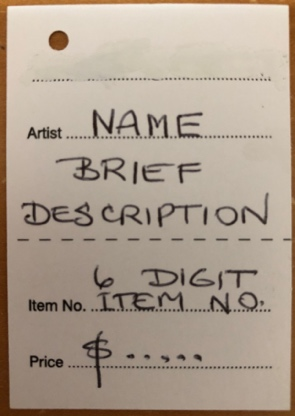 Artist NAME
BRIEF
DESCRIPTION
6 DIGIT
Item No. ITEM NO.
Price $ .....